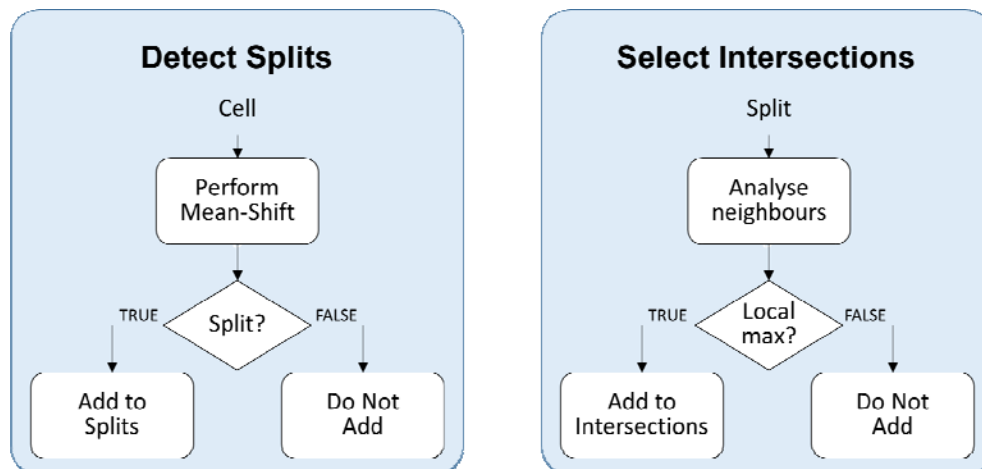 Detect Splits
Cell
Perform
Mean-Shift
Split?
TRUE
FALSE
Add to
Splits
Do Not
Add
Select Intersections
Split
Analyse
neighbours
Local
max?
TRUE
FALSE
Add to
Intersections
Do Not
Add